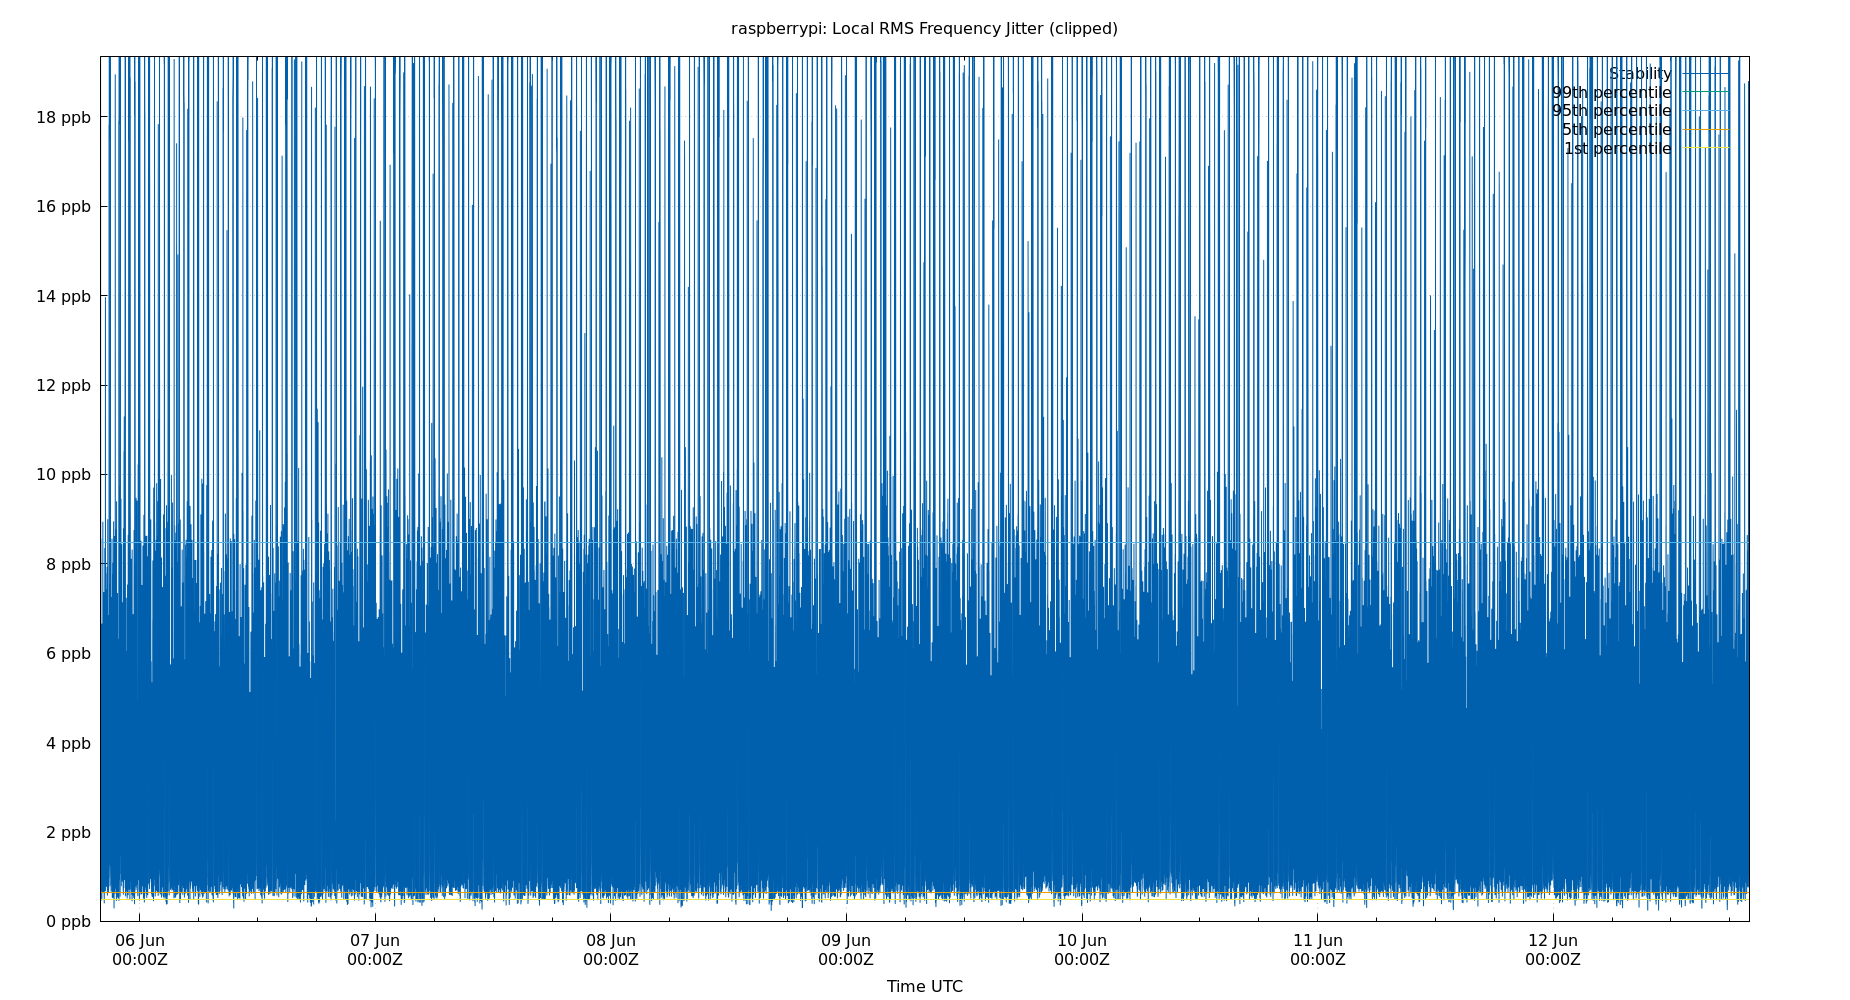 raspberrypi: Local RMS Frequency Jitter (clipped)
Stability
99th percentile
95th percentile
5th percentile
1st percentile
18 ppb
16 ppb
14 ppb
12 ppb
10 ppb
8 ppb
6 ppb
4 ppb
2 ppb
0 ppb
06 Jun 07 Jun 08 Jun 09 Jun 10 Jun 11 Jun 12 Jun
00:00Z 00:00Z 00:00Z 00:00Z 00:00Z 00:00Z 00:00Z
Time UTC